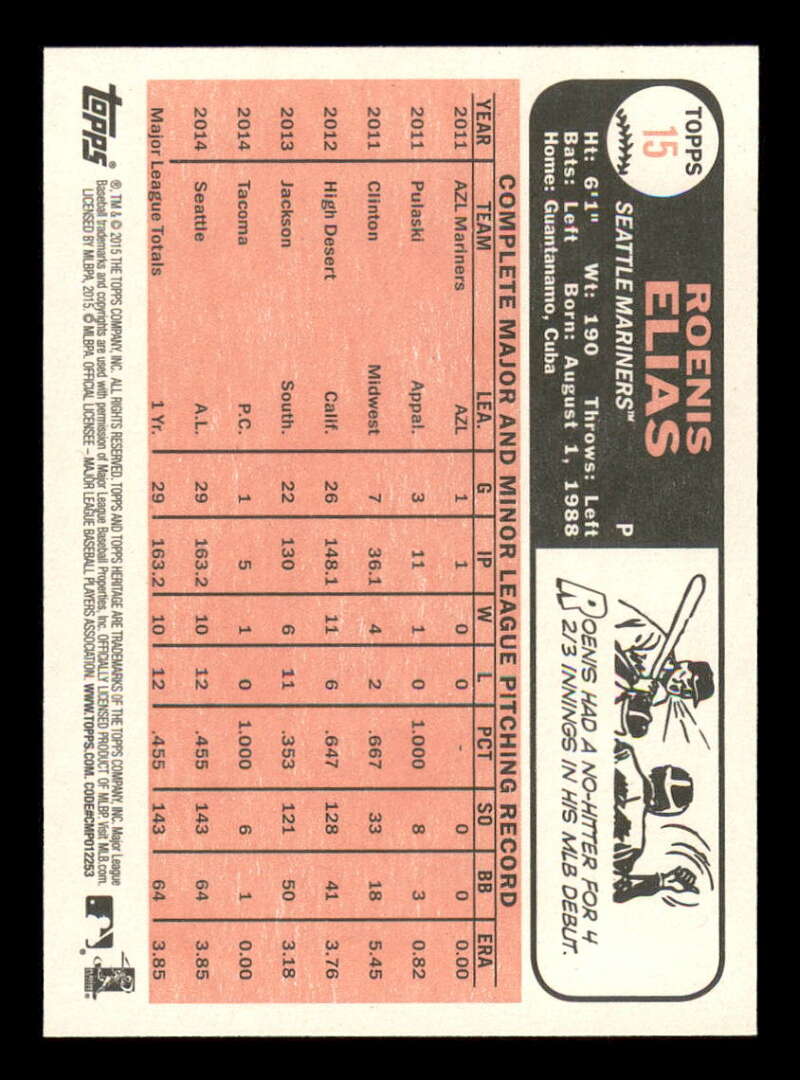 TOPPS
15
ROENIS
ELIAS
SEATTLE MARINERS™ P
Ht: 6'1" Wt: 190 Throws: Left
Bats: Left Born: August 1, 1988
Home: Guantanamo, Cuba
ROENIS HAD A NO-HITTER FOR 4
2/3 INNINGS IN HIS MLB DEBUT.
COMPLETE MAJOR AND MINOR LEAGUE PITCHING RECORD
YEAR TEAM LEA. G IP W L PCT SO BB ERA
2011 AZL Mariners AZL 1 1 0 0 - 0 0 0.00
2011 Pulaski Appal. 3 11 1 0 1.000 8 3 0.82
2011 Clinton Midwest 7 36.1 4 2 .667 33 18 5.45
2012 High Desert Calif. 26 148.1 11 6 .647 128 41 3.76
2013 Jackson South. 22 130 6 11 .353 121 50 3.18
2014 Tacoma P.C. 1 5 1 0 1.000 6 1 0.00
2014 Seattle A.L. 29 163.2 10 12 .455 143 64 3.85
Major League Totals 1 Yr. 29 163.2 10 12 .455 143 64 3.85
topps®
®, TM & © 2015 THE TOPPS COMPANY, INC. ALL RIGHTS RESERVED. TOPPS AND TOPPS HERITAGE ARE TRADEMARKS OF THE TOPPS COMPANY, INC. Major League
Baseball trademarks and copyrights are used with permission of Major League Baseball Properties, Inc. OFFICIALLY LICENSED PRODUCT OF MLBP. Visit MLB.com.
LICENSED BY MLBPA, 2015. © MLBPA. OFFICIAL LICENSEE – MAJOR LEAGUE BASEBALL PLAYERS ASSOCIATION. WWW.TOPPS.COM. CODE#CMP012253